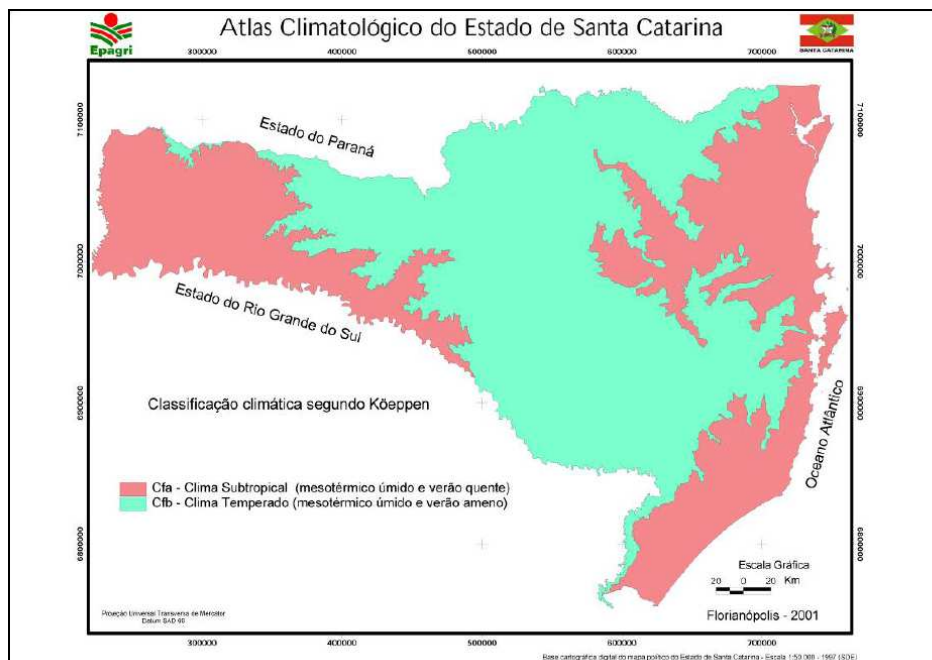 Atlas Climatológico do Estado de Santa Catarina
Epagri
SANTA CATARINA
300000 400000 500000 600000 700000
7100000
7100000
Estado do Paraná
7000000
7000000
Estado do Rio Grande do Sul
Classificação climática segundo Köeppen
6900000
6900000
Oceano Atlântico
Cfa - Clima Subtropical (mesotérmico úmido e verão quente)
Cfb - Clima Temperado (mesotérmico úmido e verão ameno)
6800000
6800000
Escala Gráfica
20 0 20 Km
Projeção Universal Transversa de Mercator
Datum SAD 69
Florianópolis - 2001
300000 400000 500000 600000 700000
Base cartográfica digital do mapa político do Estado de Santa Catarina - Escala 1:50 000 - 1997 (SDE)